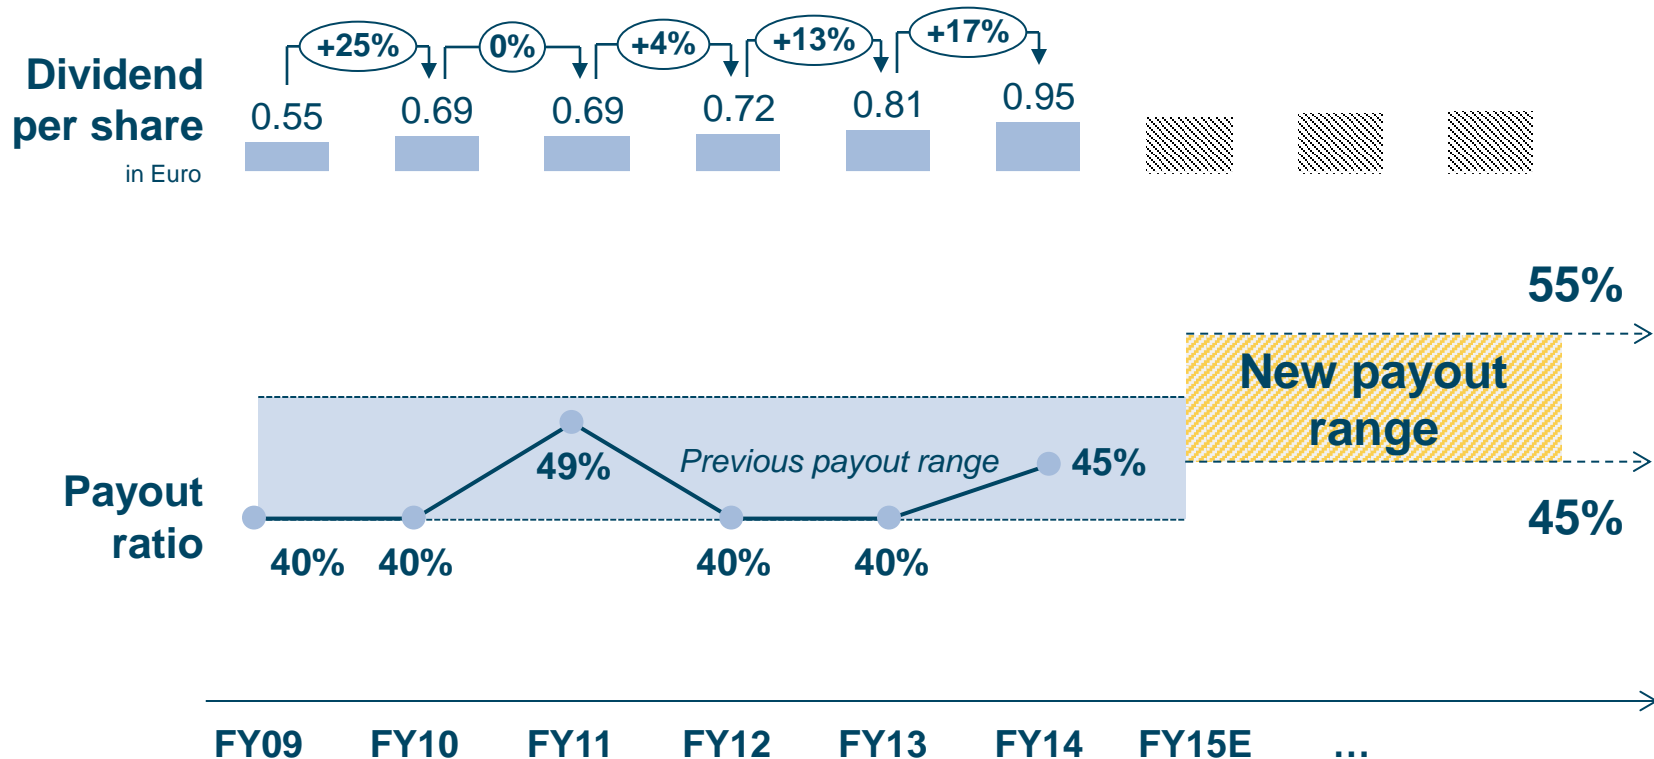 +25%
0%
+4%
+13%
+17%
Dividend
per share
in Euro
0.55
0.69
0.69
0.72
0.81
0.95
55%
New payout
range
49%
Previous payout range
45%
Payout
ratio
45%
40%
40%
40%
40%
FY09
FY10
FY11
FY12
FY13
FY14
FY15E
...